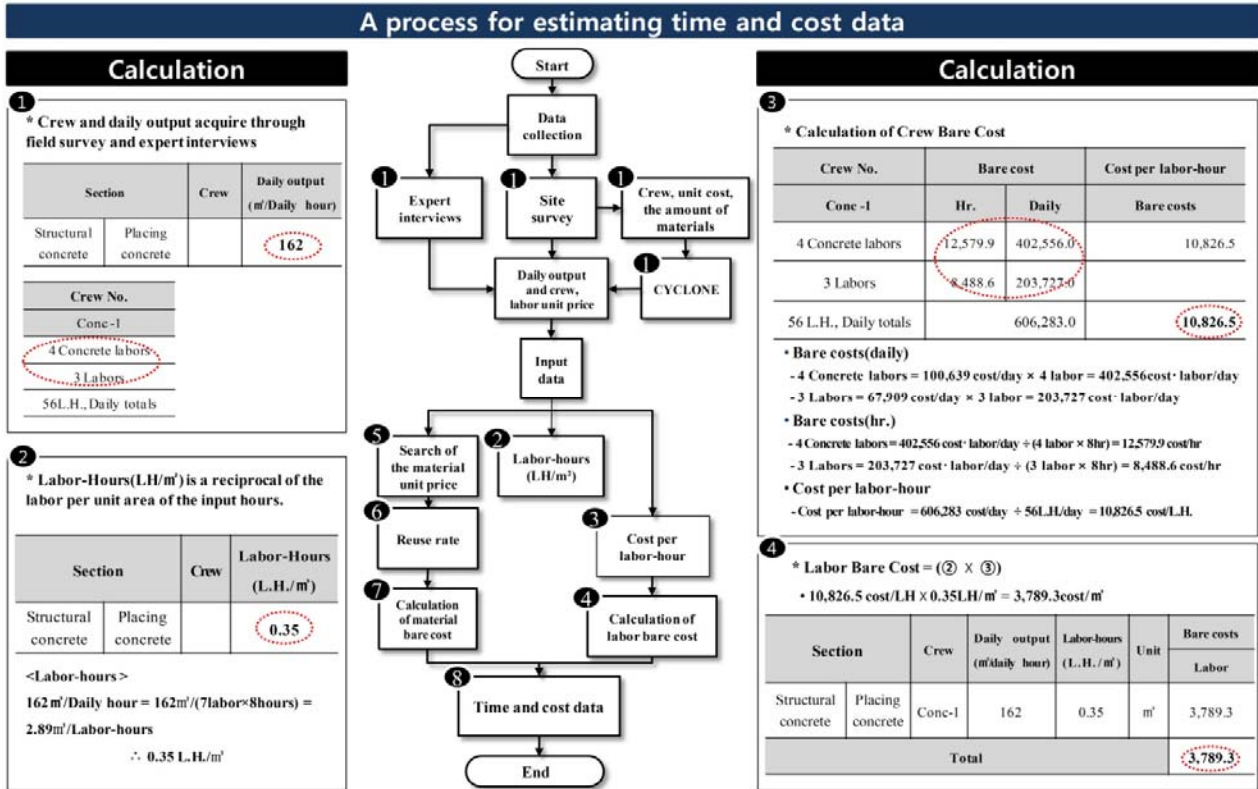 A process for estimating time and cost data
Calculation
1
* Crew and daily output acquire through
field survey and expert interviews
Section Crew Daily output
(㎡/Daily hour)
Structural
concrete
Placing
concrete
162
Crew No.
Conc -1
4 Concrete labors
3 Labors
56L.H., Daily totals
2
* Labor-Hours(LH/㎡) is a reciprocal of the
labor per unit area of the input hours.
Section Crew Labor-Hours
(L.H./㎡)
Structural
concrete
Placing
concrete
0.35
<Labor-hours >
162㎡/Daily hour = 162㎡/(7labor×8hours) =
2.89㎡/Labor-hours
∴ 0.35 L.H./㎡
Start
Data
collection
1
Expert
interviews
1
Site
survey
1
Crew, unit cost,
the amount of
materials
Daily output
and crew,
labor unit price
1
CYCLONE
Input
data
5
Search of
the material
unit price
2
Labor-hours
(LH/m²)
6
Reuse rate
3
Cost per
labor-hour
7
Calculation
of material
bare cost
4
Calculation of
labor bare cost
8
Time and cost data
End
Calculation
3
* Calculation of Crew Bare Cost
Crew No. Bare cost Cost per labor-hour
Conc -1 Hr. Daily Bare costs
4 Concrete labors 12,579.9 402,556.0 10,826.5
3 Labors 8,488.6 203,727.0
56 L.H., Daily totals 606,283.0 10,826.5
• Bare costs(daily)
- 4 Concrete labors = 100,639 cost/day × 4 labor = 402,556cost· labor/day
- 3 Labors = 67,909 cost/day × 3 labor = 203,727 cost· labor/day
• Bare costs(hr.)
- 4 Concrete labors = 402,556 cost· labor/day ÷ (4 labor × 8hr) = 12,579.9 cost/hr
- 3 Labors = 203,727 cost· labor/day ÷ (3 labor × 8hr) = 8,488.6 cost/hr
• Cost per labor-hour
- Cost per labor-hour = 606,283 cost/day ÷ 56L.H./day = 10,826.5 cost/L.H.
4
* Labor Bare Cost = (② X ③)
• 10,826.5 cost/LH X 0.35LH/㎡ = 3,789.3cost/㎡
Section Crew Daily output
(㎡/daily hour)
Labor-hours
(L.H./㎡)
Unit Bare costs
Labor
Structural
concrete
Placing
concrete
Conc-1 162 0.35 ㎡ 3,789.3
Total 3,789.3